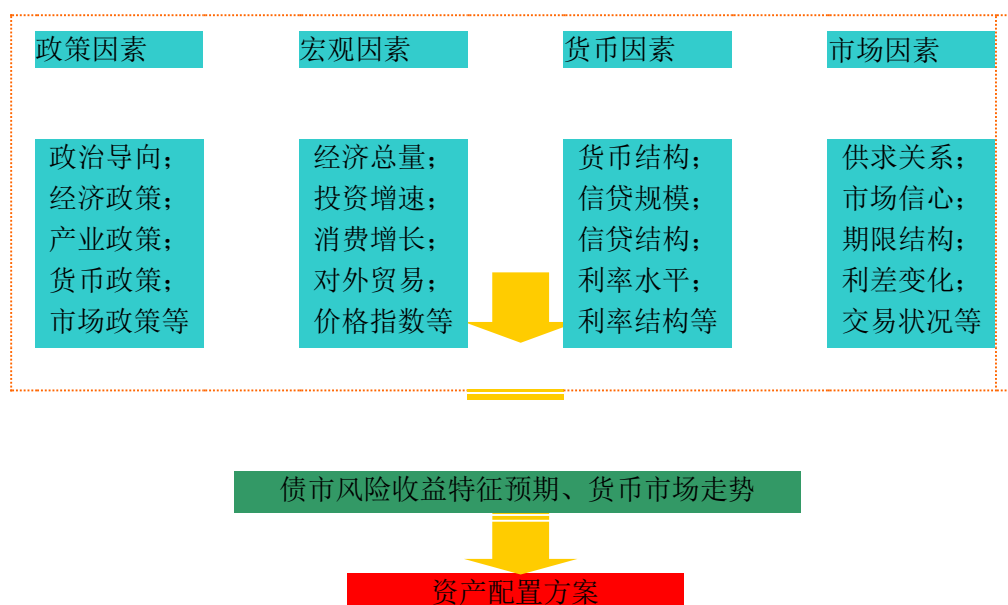 政策因素
宏观因素
货币因素
市场因素
政治导向；
经济政策；
产业政策；
货币政策；
市场政策等
经济总量；
投资增速；
消费增长；
对外贸易；
价格指数等
货币结构；
信贷规模；
信贷结构；
利率水平；
利率结构等
供求关系；
市场信心；
期限结构；
利差变化；
交易状况等
债市风险收益特征预期、货币市场走势
资产配置方案